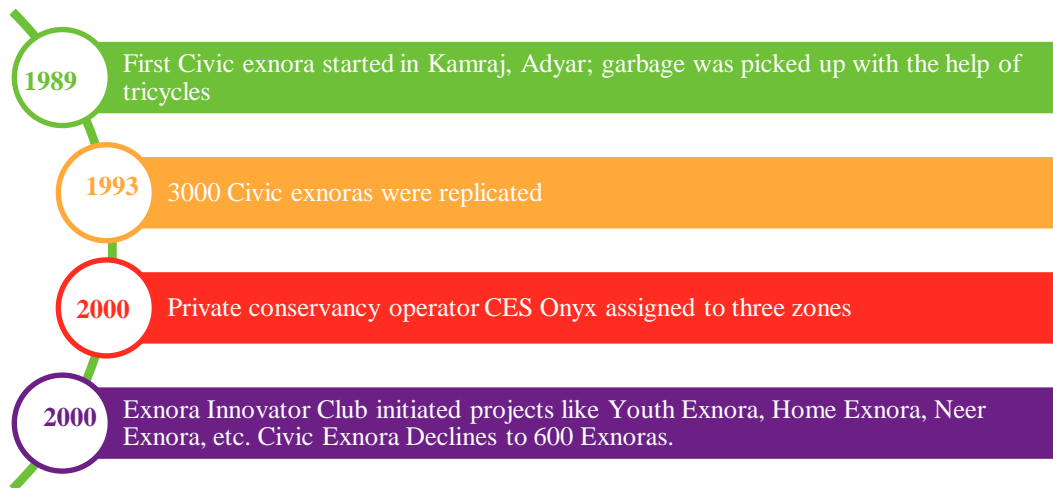 1989
First Civic exnora started in Kamraj, Adyar; garbage was picked up with the help of
tricycles
1993
3000 Civic exnoras were replicated
2000
Private conservancy operator CES Onyx assigned to three zones
2000
Exnora Innovator Club initiated projects like Youth Exnora, Home Exnora, Neer
Exnora, etc. Civic Exnora Declines to 600 Exnoras.